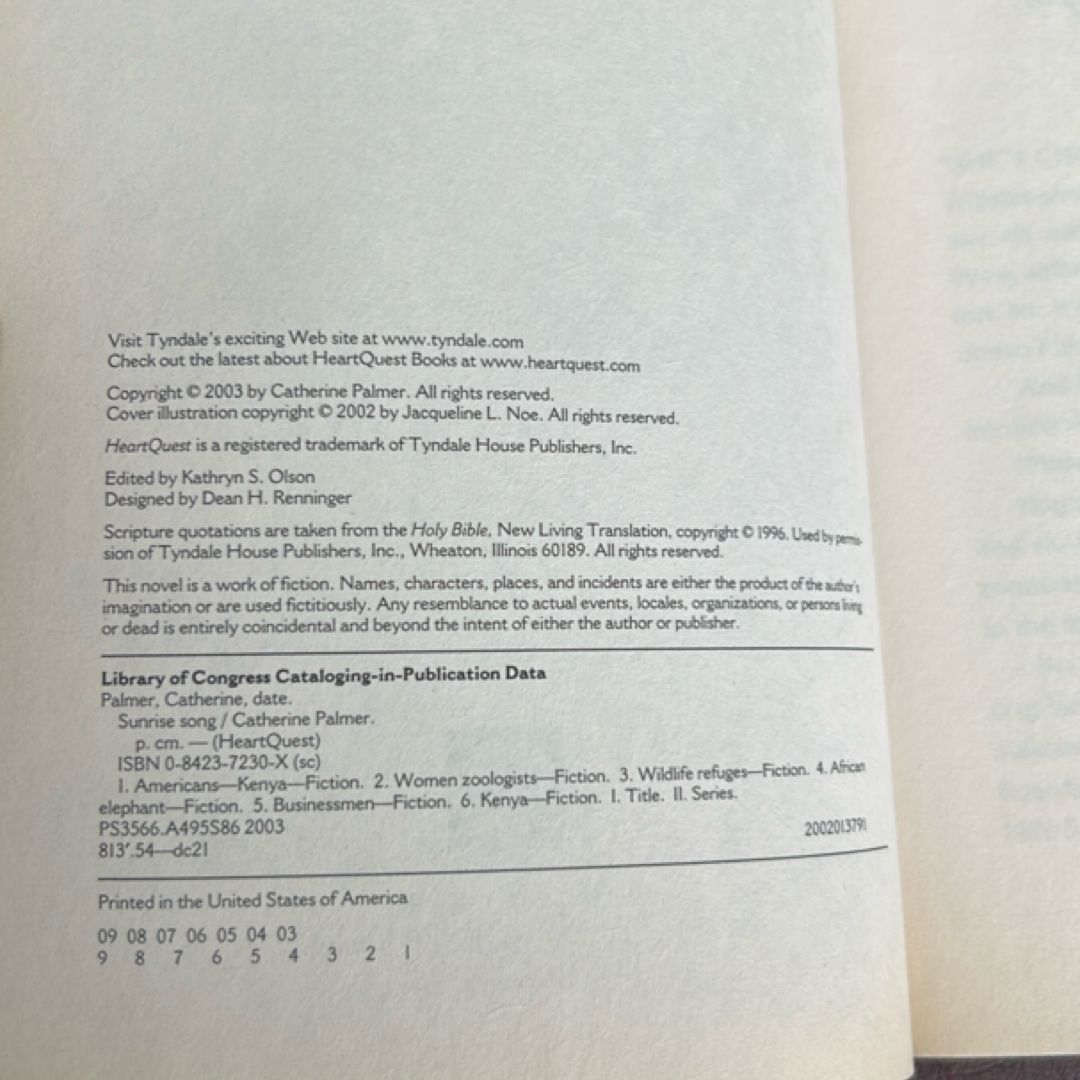 Visit Tyndale's exciting Web site at www.tyndale.com
Check out the latest about HeartQuest Books at www.heartquest.com
Copyright © 2003 by Catherine Palmer. All rights reserved.
Cover illustration copyright © 2002 by Jacqueline L. Noe. All rights reserved.
HeartQuest is a registered trademark of Tyndale House Publishers, Inc.
Edited by Kathryn S. Olson
Designed by Dean H. Renninger
Scripture quotations are taken from the Holy Bible, New Living Translation, copyright © 1996. Used by permis-
sion of Tyndale House Publishers, Inc., Wheaton, Illinois 60189. All rights reserved.
This novel is a work of fiction. Names, characters, places, and incidents are either the product of the author's
imagination or are used fictitiously. Any resemblance to actual events, locales, organizations, or persons living
or dead is entirely coincidental and beyond the intent of either the author or publisher.
Library of Congress Cataloging-in-Publication Data
Palmer, Catherine, date.
Sunrise song / Catherine Palmer.
p. cm. — (HeartQuest)
ISBN 0-8423-7230-X (sc)
1. Americans—Kenya—Fiction. 2. Women zoologists—Fiction. 3. Wildlife refuges—Fiction. 4. African
elephant—Fiction. 5. Businessmen—Fiction. 6. Kenya—Fiction. I. Title. II. Series.
PS3566.A495S86 2003
2002013791
813'.54—dc21
Printed in the United States of America
09 08 07 06 05 04 03
9 8 7 6 5 4 3 2 1